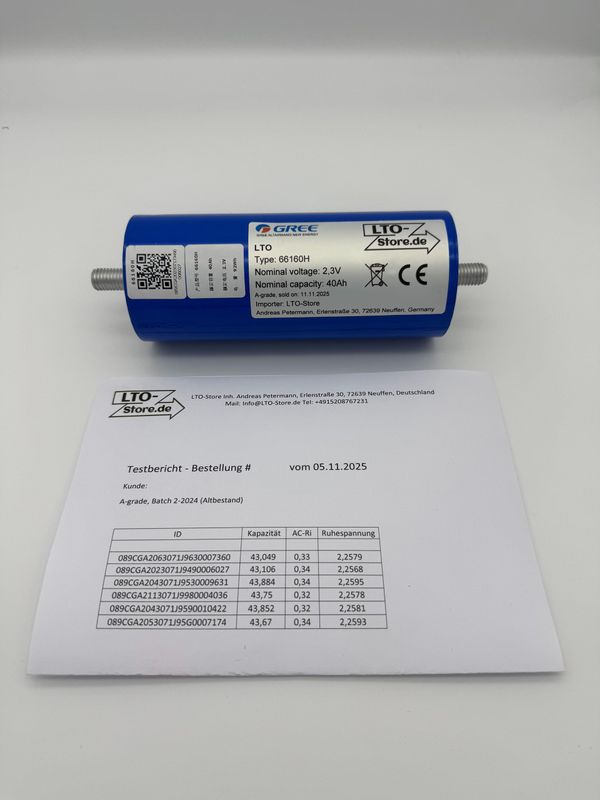 66160H
GREE
GREE ALTAIRNANO NEW ENERGY
LTO-
Store.de
LTO
Type: 66160H
Nominal voltage: 2,3V
Nominal capacity: 40Ah
A-grade, sold on: 11.11.2025
Importer: LTO-Store
Andreas Petermann, Erlenstraße 30, 72639 Neuffen, Germany
CE
LTO-
Store.de
LTO-Store Inh. Andreas Petermann, Erlenstraße 30, 72639 Neuffen, Deutschland
Mail: Info@LTO-Store.de Tel: +4915208767231
Testbericht - Bestellung # vom 05.11.2025
Kunde:
A-grade, Batch 2-2024 (Altbestand)
ID Kapazität AC-Ri Ruhespannung
089CGA2063071J9630007360 43,049 0,33 2,2579
089CGA2023071J9490006027 43,106 0,34 2,2568
089CGA2043071J9530009631 43,884 0,34 2,2595
089CGA2113071J9980004036 43,75 0,32 2,2578
089CGA2043071J9590010422 43,852 0,32 2,2581
089CGA2053071J95G0007174 43,67 0,34 2,2593